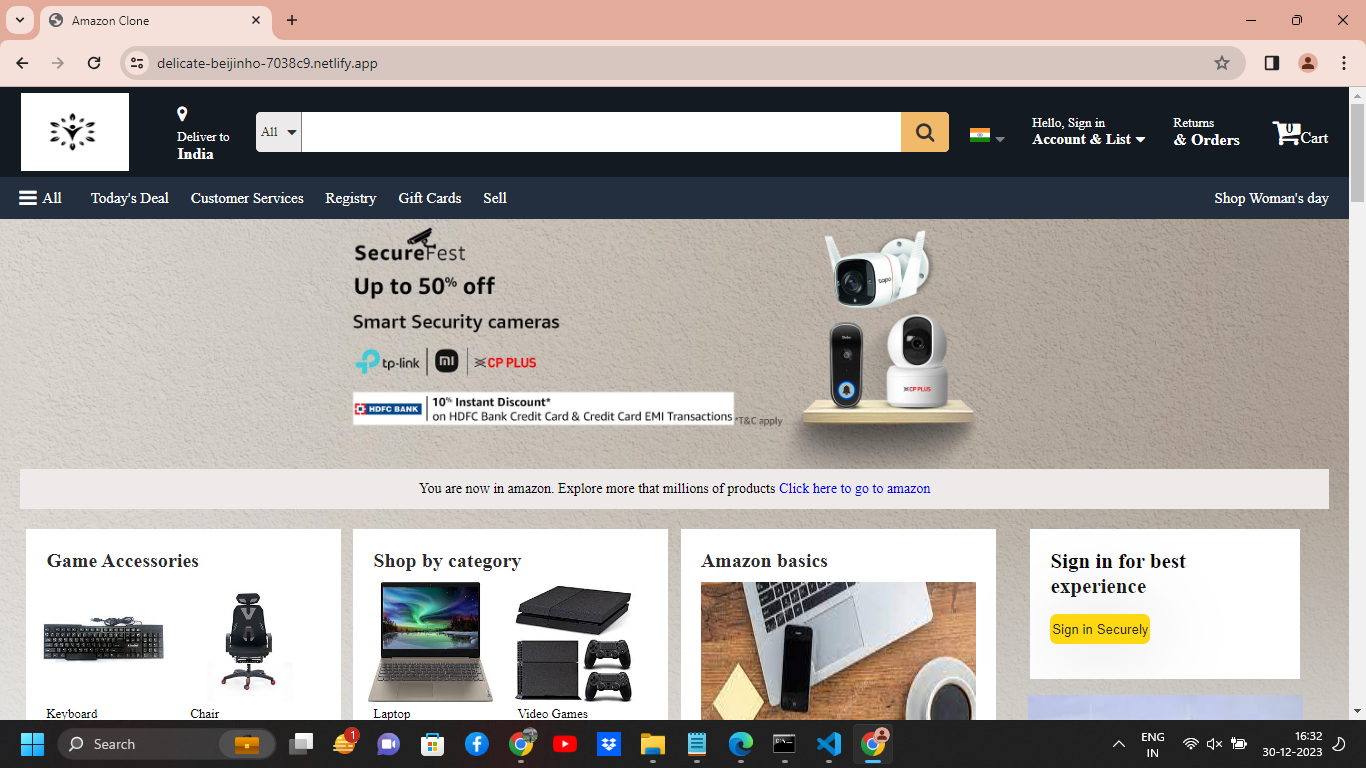 Amazon Clone
delicate-beijinho-7038c9.netlify.app
Deliver to
India
All
Hello, Sign in
Account & List
Returns
& Orders
0
Cart
All Today's Deal Customer Services Registry Gift Cards Sell Shop Woman's day
SecureFest
Up to 50% off
Smart Security cameras
tp-link mi CP PLUS
HDFC BANK
10% Instant Discount*
on HDFC Bank Credit Card & Credit Card EMI Transactions
*T&C apply
tapo
CP PLUS
You are now in amazon. Explore more that millions of products Click here to go to amazon
Game Accessories
Keyboard Chair
Shop by category
Laptop Video Games
Amazon basics
Sign in for best
experience
Sign in Securely
Search
1
ENG
IN
16:32
30-12-2023